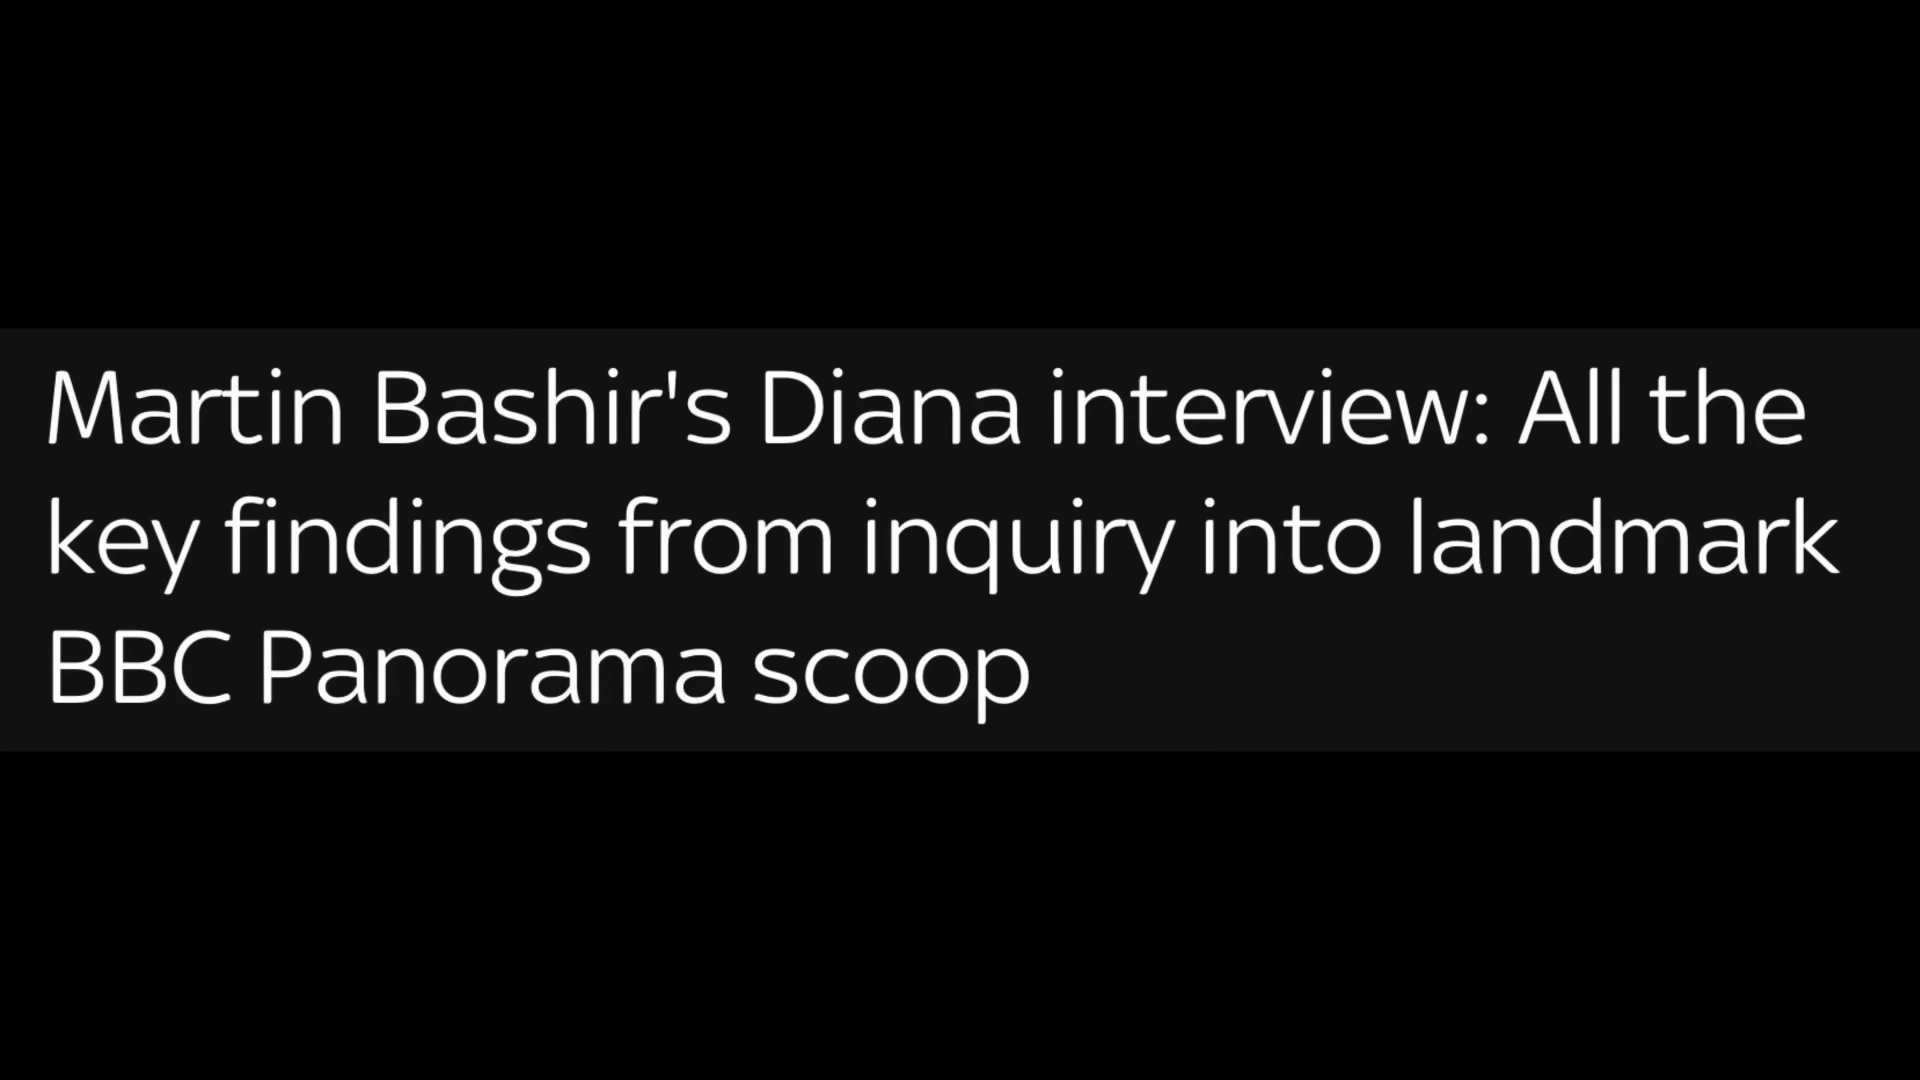 Martin Bashir's Diana interview: All the
key findings from inquiry into landmark
BBC Panorama scoop